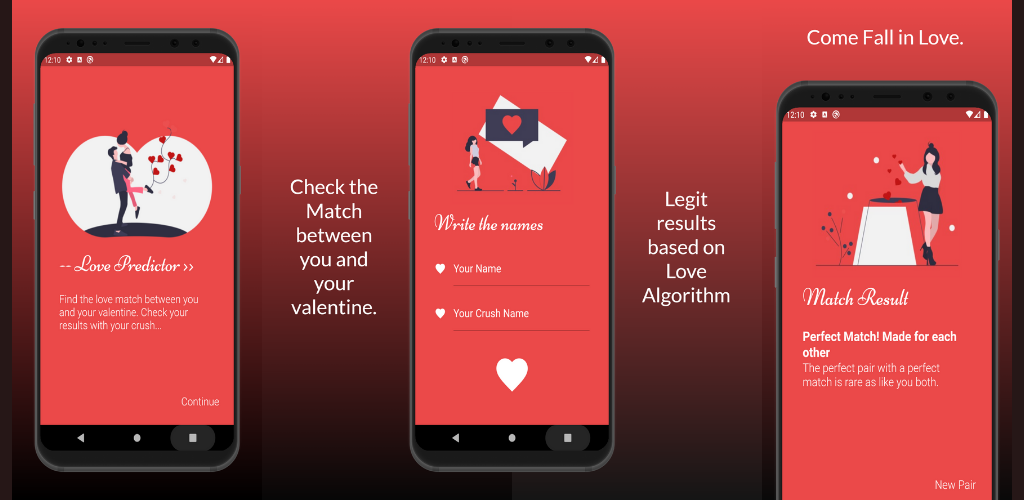 12:10
-- Love Predictor >>
Find the love match between you
and your valentine. Check your
results with your crush...
Continue
Check the
Match
between
you and
your
valentine.
12:10
Write the names
Your Name
Your Crush Name
Legit
results
based on
Love
Algorithm
Come Fall in Love.
12:10
Match Result
Perfect Match! Made for each
other
The perfect pair with a perfect
match is rare as like you both.
New Pair